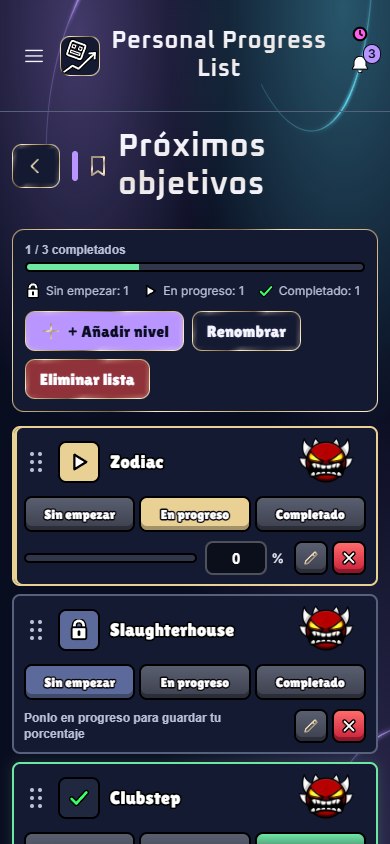 Personal Progress
List
3
Próximos
objetivos
1 / 3 completados
Sin empezar: 1
En progreso: 1
Completado: 1
+ Añadir nivel
Renombrar
Eliminar lista
Zodiac
Sin empezar
En progreso
Completado
0 %
Slaughterhouse
Sin empezar
En progreso
Completado
Ponlo en progreso para guardar tu
porcentaje
Clubstep